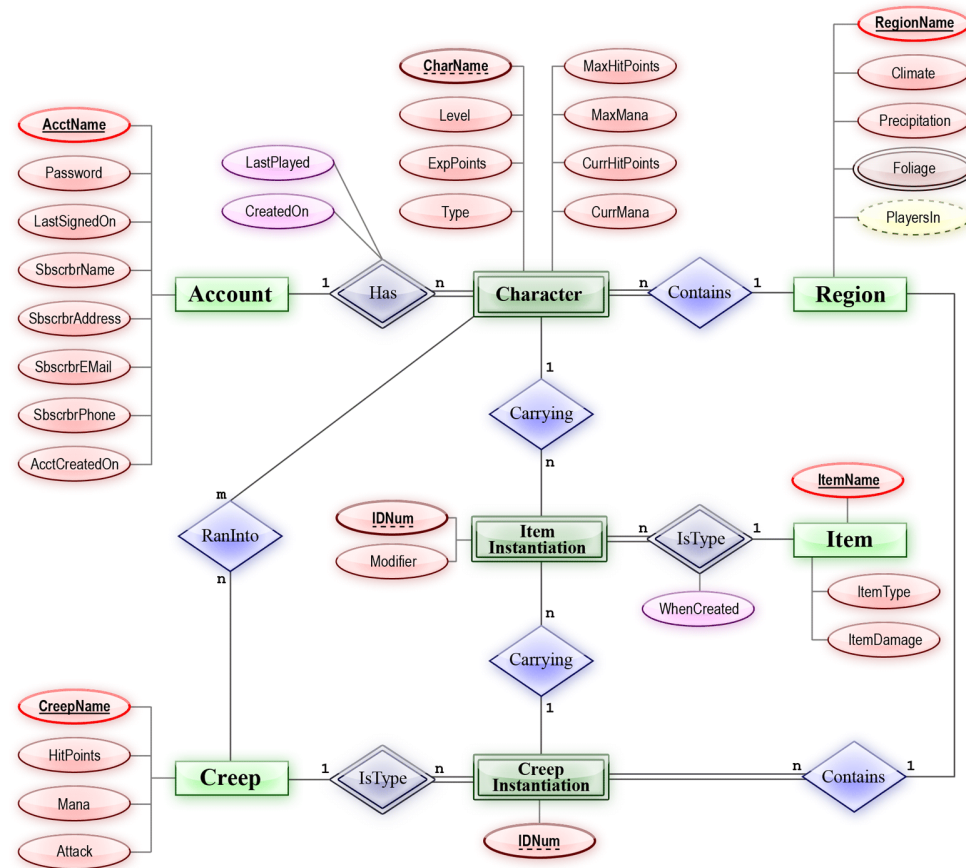 RegionName
CharName
MaxHitPoints
Climate
AcctName
Level
MaxMana
Precipitation
Password
LastPlayed
ExpPoints
CurrHitPoints
Foliage
LastSignedOn
CreatedOn
Type
CurrMana
PlayersIn
SbscrbrName
Account
1
Has
n
Character
n
Contains
1
Region
SbscrbrAddress
SbscrbrEMail
1
SbscrbrPhone
Carrying
AcctCreatedOn
n
ItemName
m
IDNum
RanInto
Item
Instantiation
n
IsType
1
Item
Modifier
n
ItemType
WhenCreated
n
ItemDamage
Carrying
CreepName
1
HitPoints
Creep
1
IsType
n
Creep
Instantiation
n
Contains
1
Mana
IDNum
Attack